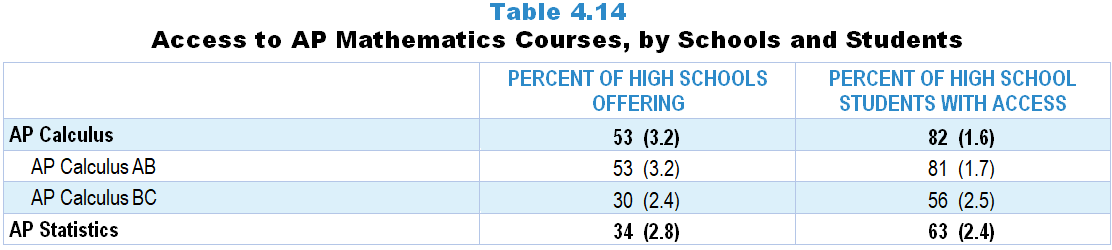 Table 4.14
Access to AP Mathematics Courses, by Schools and Students
PERCENT OF HIGH SCHOOLS OFFERING PERCENT OF HIGH SCHOOL STUDENTS WITH ACCESS
AP Calculus 53 (3.2) 82 (1.6)
AP Calculus AB 53 (3.2) 81 (1.7)
AP Calculus BC 30 (2.4) 56 (2.5)
AP Statistics 34 (2.8) 63 (2.4)